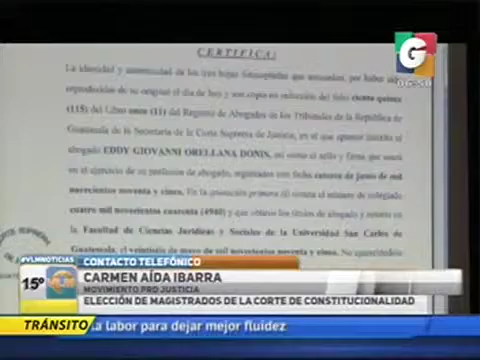 CERTIFICA:
La identidad y autenticidad de las tres hojas fotocopiadas que anteceden, por haber sido
reproducidas de su original el día de hoy y son copia en reducción del folio ciento quince
(115) del Libro once (11) del Registro de Abogados de los Tribunales de la República de
Guatemala de la Secretaría de la Corte Suprema de Justicia, en el que aparece inscrito el
abogado EDDY GIOVANNI ORELLANA DONIS, así como el sello y firma que usará
en el ejercicio de su profesión de abogado, registrados con fecha catorce de junio de mil
novecientos noventa y cinco. En la anotación primera (1) consta el número de colegiado
cuatro mil novecientos cuarenta (4940) y que obtuvo los títulos de abogado y notario en
la Facultad de Ciencias Jurídicas y Sociales de la Universidad San Carlos de
Guatemala, el veintiséis de mayo de mil novecientos noventa y cinco. No apareciendo
G
06:50
#VLMNOTICIAS
15°
CONTACTO TELEFÓNICO
CARMEN AÍDA IBARRA
MOVIMIENTO PRO JUSTICIA
ELECCIÓN DE MAGISTRADOS DE LA CORTE DE CONSTITUCIONALIDAD
TRÁNSITO
la labor para dejar mejor fluidez